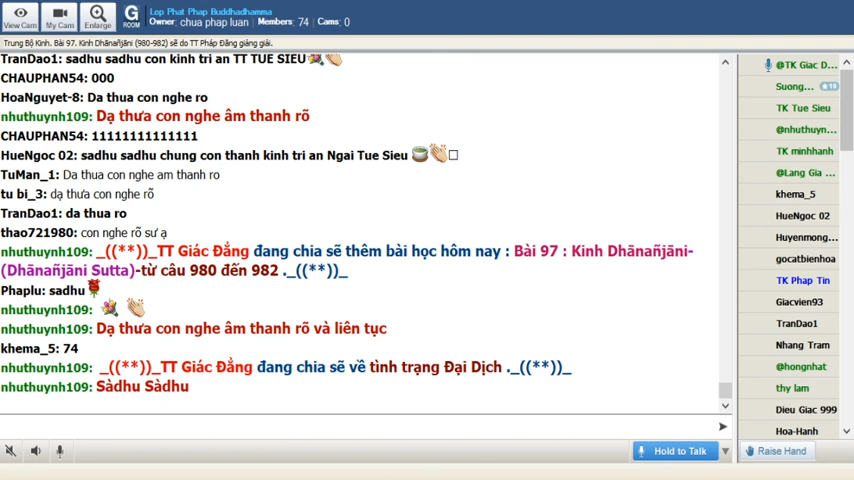 View Cam
My Cam
Enlarge
G ROOM
Lop Phat Phap Buddhadhamma
Owner: chua phap luan Members: 74 Cams: 0
Trung Bộ Kinh. Bài 97. Kinh Dhānañjāni (980-982) sẽ do TT Pháp Đăng giảng giải.
TranDao1: sadhu sadhu con kinh tri an TT TUE SIEU
CHAUPHAN54: 000
HoaNguyet-8: Da thua con nghe ro
nhuthuynh109: Dạ thưa con nghe âm thanh rõ
CHAUPHAN54: 11111111111111
HueNgoc 02: sadhu sadhu chung con thanh kinh tri an Ngai Tue Sieu
TuMan_1: Da thua con nghe am thanh ro
tu bi_3: dạ thưa con nghe rõ
TranDao1: da thua ro
thao721980: con nghe rõ sư ạ
nhuthuynh109: _((**))_TT Giác Đẳng đang chia sẽ thêm bài học hôm nay : Bài 97 : Kinh Dhānañjāni-
(Dhānañjāni Sutta)-từ câu 980 đến 982 ._((**))_
Phaplu: sadhu
nhuthuynh109:
nhuthuynh109: Dạ thưa con nghe âm thanh rõ và liên tục
khema_5: 74
nhuthuynh109: _((**))_TT Giác Đẳng đang chia sẽ về tình trạng Đại Dịch ._((**))_
nhuthuynh109: Sàdhu Sàdhu
@TK Giac D...
Suong... 10
TK Tue Sieu
@nhuthuyn...
TK minhhanh
@Lang Gia ...
khema_5
HueNgoc 02
Huyenmong...
gocatbienhoa
TK Phap Tin
Giacvien93
TranDao1
Nhang Tram
@hongnhat
thy lam
Dieu Giac 999
Hoa-Hanh
Hold to Talk
Raise Hand